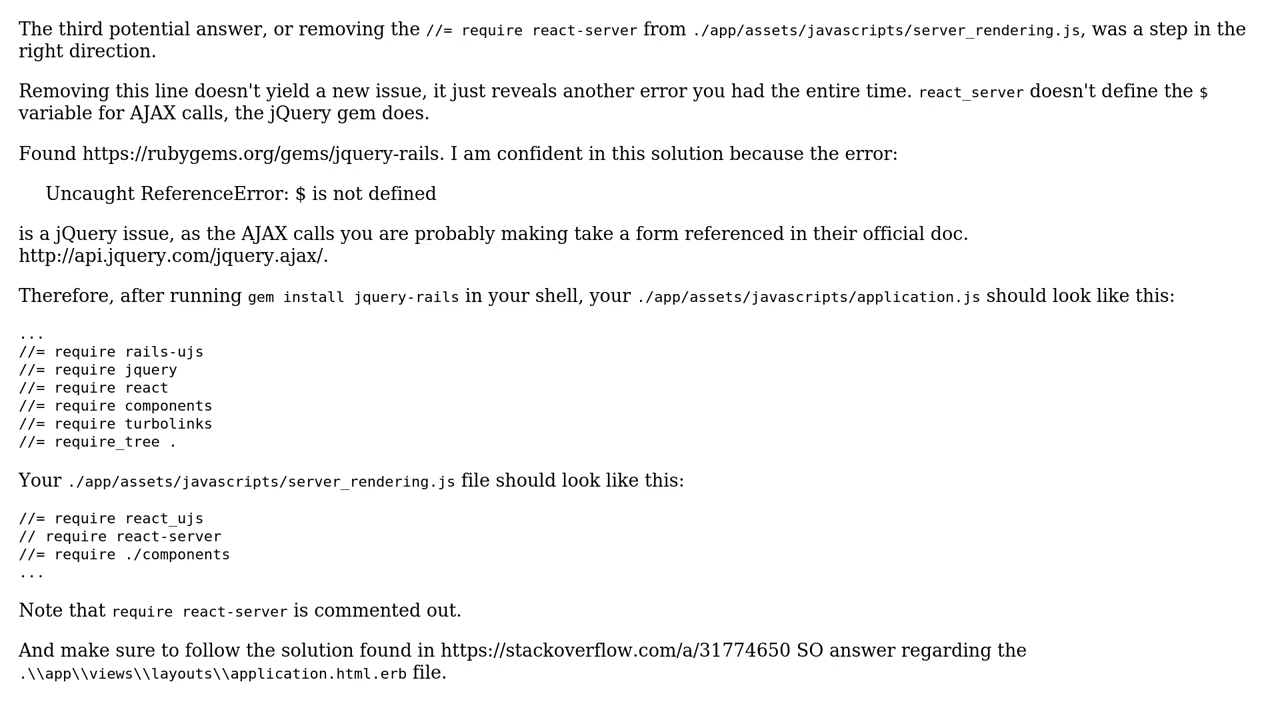 The third potential answer, or removing the //= require react-server from ./app/assets/javascripts/server_rendering.js, was a step in the
right direction.
Removing this line doesn't yield a new issue, it just reveals another error you had the entire time. react_server doesn't define the $
variable for AJAX calls, the jQuery gem does.
Found https://rubygems.org/gems/jquery-rails. I am confident in this solution because the error:
Uncaught ReferenceError: $ is not defined
is a jQuery issue, as the AJAX calls you are probably making take a form referenced in their official doc.
http://api.jquery.com/jquery.ajax/.
Therefore, after running gem install jquery-rails in your shell, your ./app/assets/javascripts/application.js should look like this:
...
//= require rails-ujs
//= require jquery
//= require react
//= require components
//= require turbolinks
//= require_tree .
Your ./app/assets/javascripts/server_rendering.js file should look like this:
//= require react_ujs
// require react-server
//= require ./components
...
Note that require react-server is commented out.
And make sure to follow the solution found in https://stackoverflow.com/a/31774650 SO answer regarding the
.\\app\\views\\layouts\\application.html.erb file.